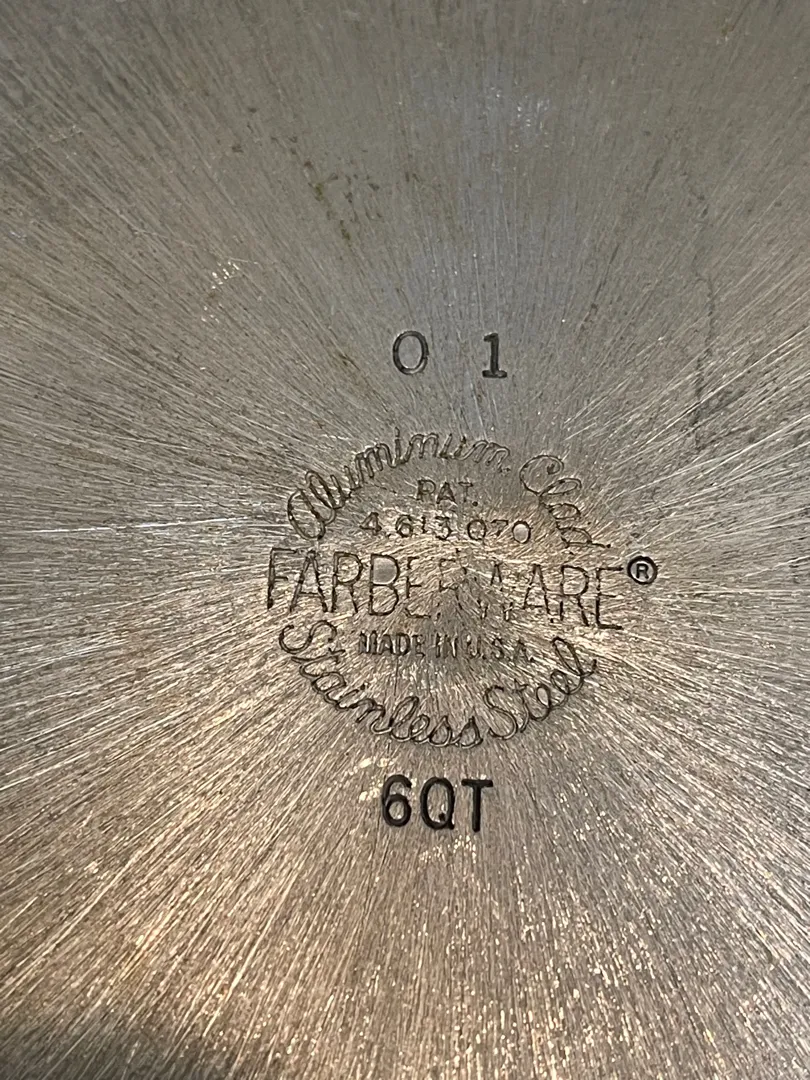 0 1
Aluminum Clad
PAT.
4,613,070
FARBERWARE®
MADE IN U.S.A.
Stainless Steel
6QT